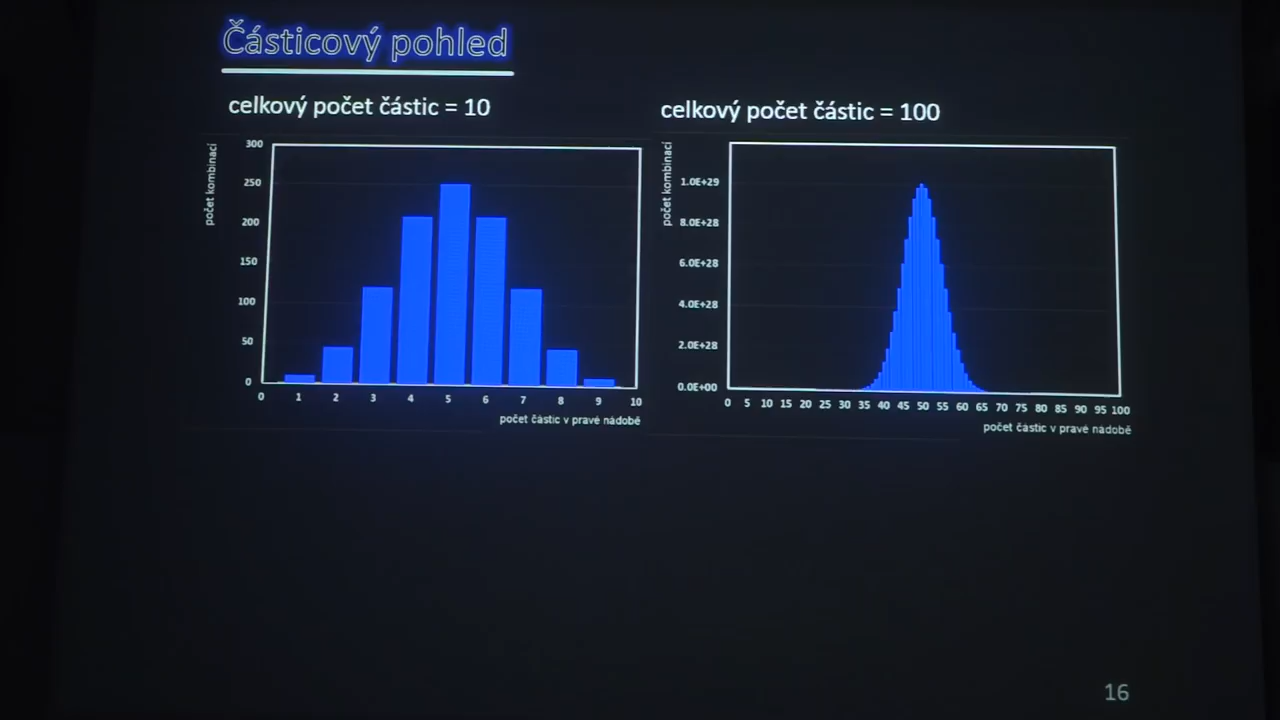 Částicový pohled
celkový počet částic = 10
počet kombinací
300
250
200
150
100
50
0
0 1 2 3 4 5 6 7 8 9 10
počet částic v pravé nádobě
celkový počet částic = 100
počet kombinací
1.0E+29
8.0E+28
6.0E+28
4.0E+28
2.0E+28
0.0E+00
0 5 10 15 20 25 30 35 40 45 50 55 60 65 70 75 80 85 90 95 100
počet částic v pravé nádobě
16